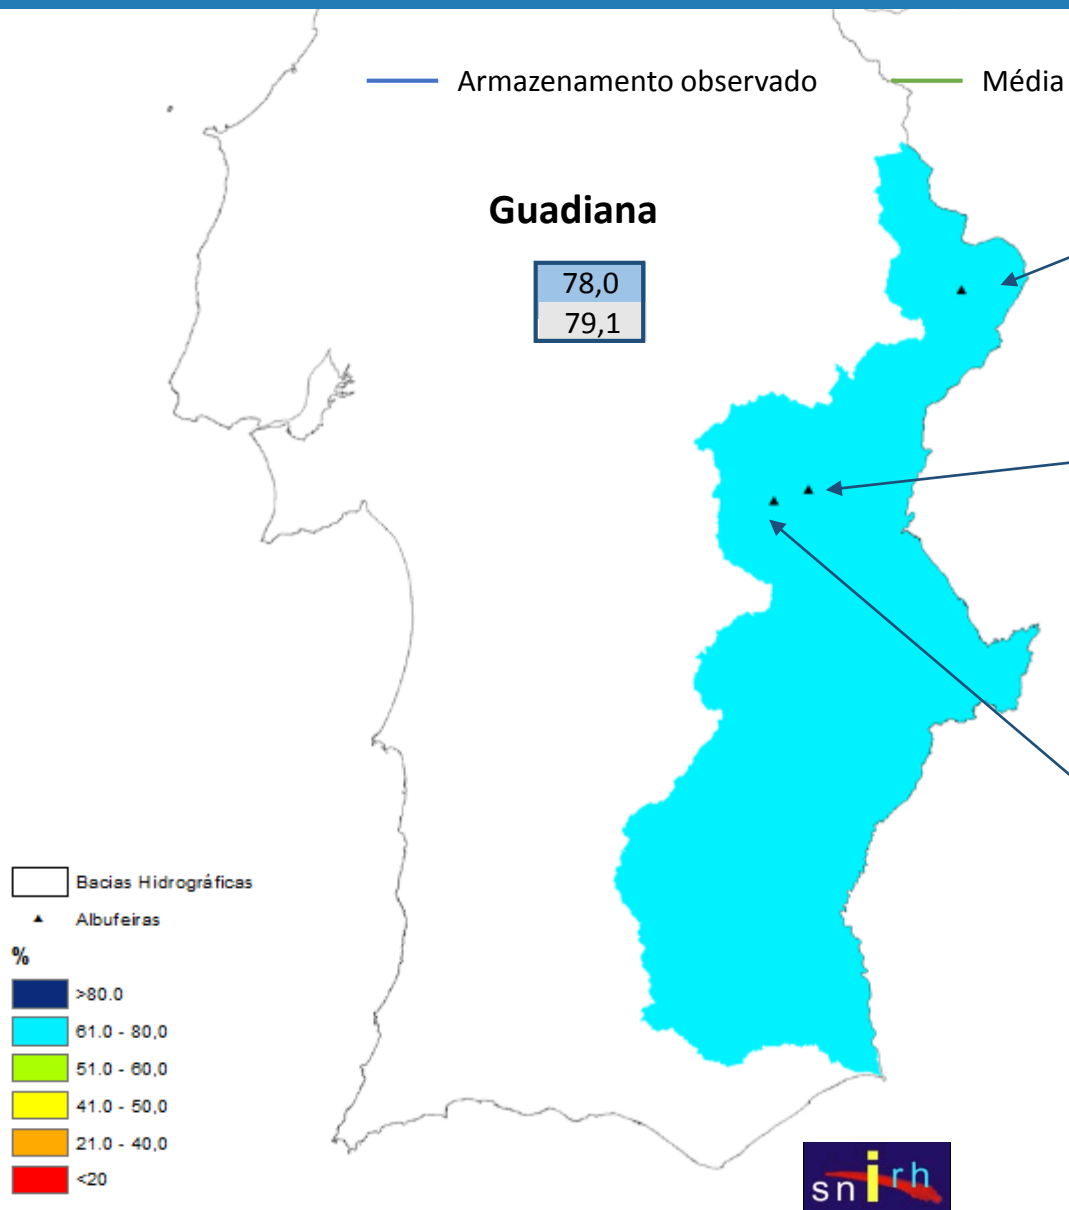 Armazenamento observado
Média
Guadiana
78,0
79,1
Bacias Hidrográficas
Albufeiras
%
>80.0
61.0 - 80,0
51.0 - 60,0
41.0 - 50,0
21.0 - 40,0
<20
snirh